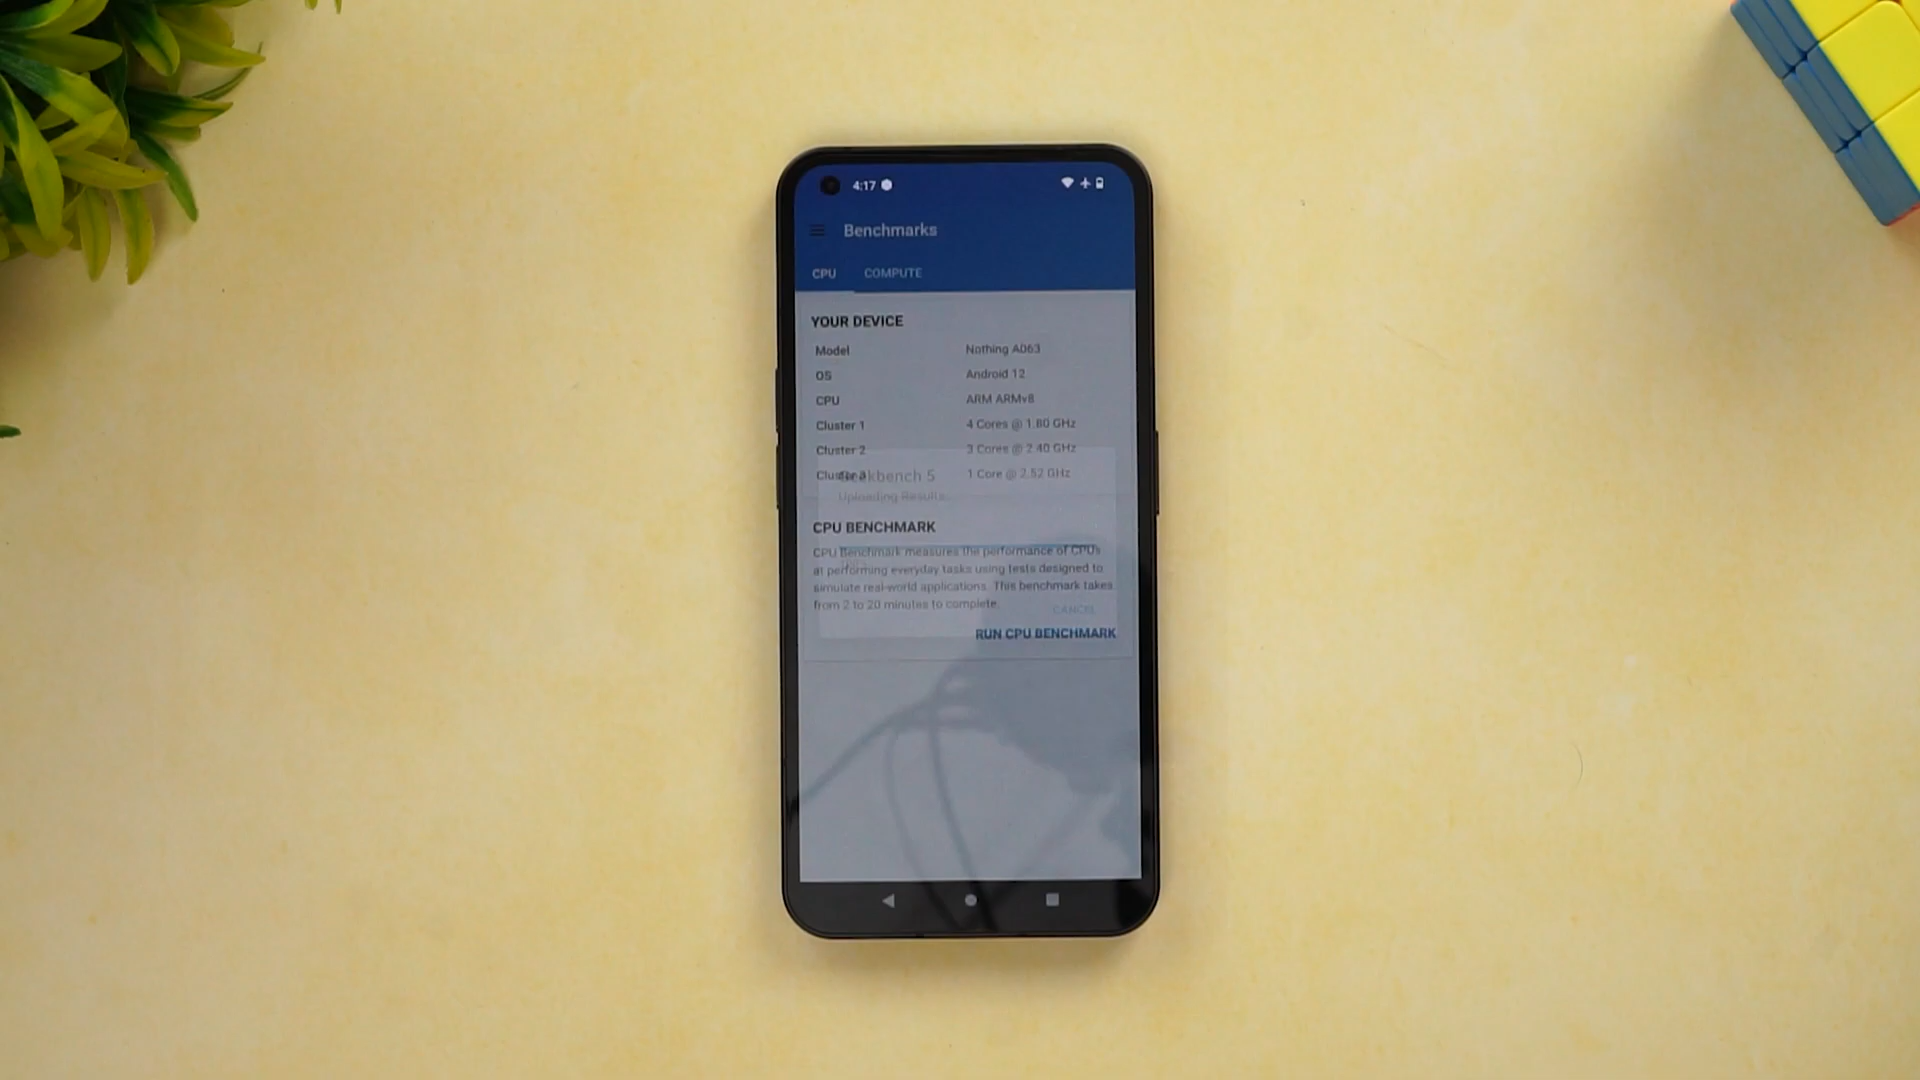 4:17
Benchmarks
CPU COMPUTE
YOUR DEVICE
Model Nothing A063
OS Android 12
CPU ARM ARMv8
Cluster 1 4 Cores @ 1.80 GHz
Cluster 2 3 Cores @ 2.40 GHz
Cluster 3 1 Core @ 2.52 GHz
Geekbench 5
Uploading Results...
CPU BENCHMARK
CPU Benchmark measures the performance of CPUs
at performing everyday tasks using tests designed to
simulate real-world applications. This benchmark takes
from 2 to 20 minutes to complete.
CANCEL
RUN CPU BENCHMARK